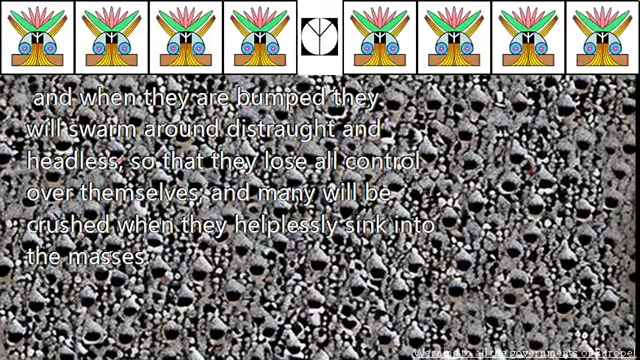 and when they are bumped they
will swarm around distraught and
headless, so that they lose all control
over themselves, and many will be
crushed when they helplessly sink into
the masses.
Warning to all the governments of Europe!